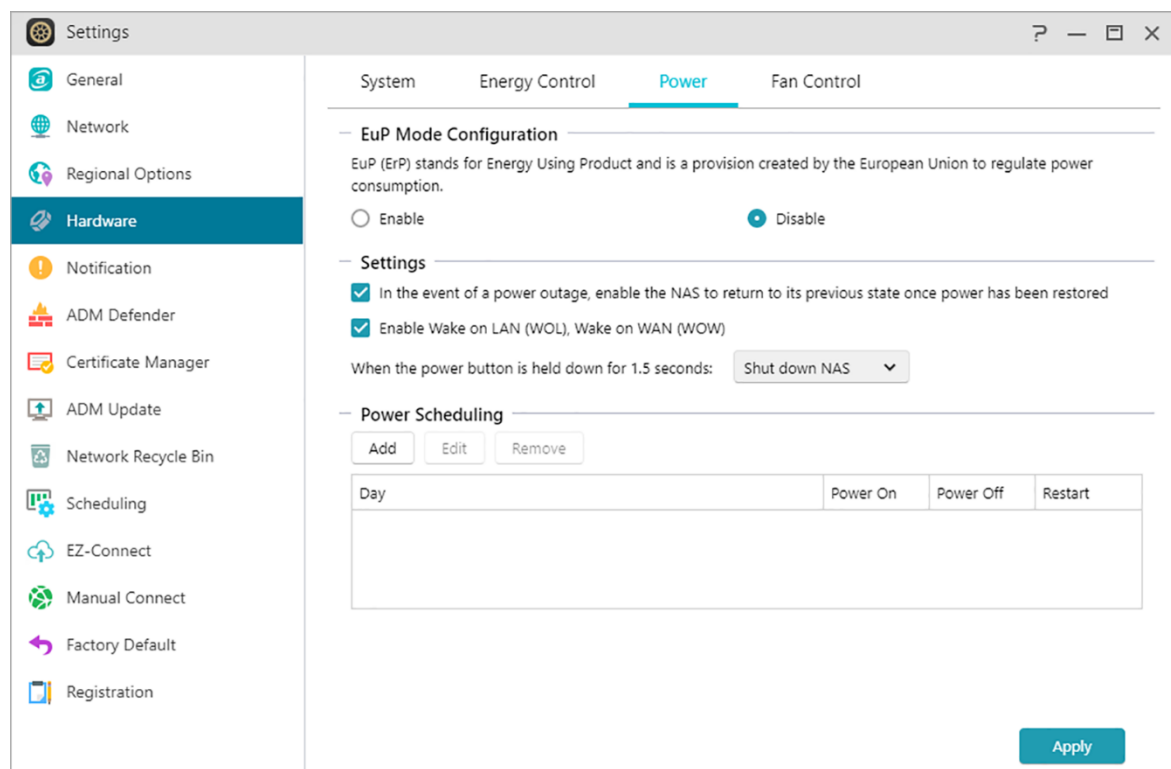 Settings
General
Network
Regional Options
Hardware
Notification
ADM Defender
Certificate Manager
ADM Update
Network Recycle Bin
Scheduling
EZ-Connect
Manual Connect
Factory Default
Registration
System Energy Control Power Fan Control
EuP Mode Configuration
EuP (ErP) stands for Energy Using Product and is a provision created by the European Union to regulate power
consumption.
Enable Disable
Settings
In the event of a power outage, enable the NAS to return to its previous state once power has been restored
Enable Wake on LAN (WOL), Wake on WAN (WOW)
When the power button is held down for 1.5 seconds: Shut down NAS
Power Scheduling
Add Edit Remove
Day Power On Power Off Restart
Apply